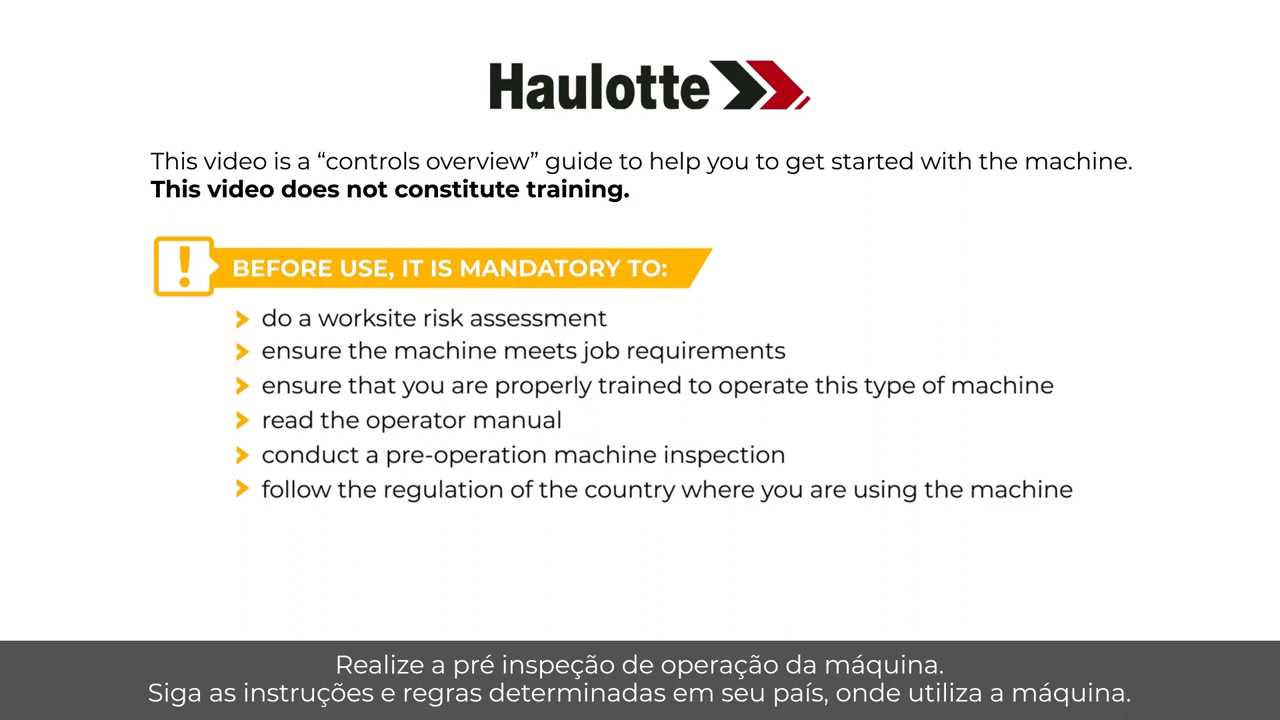 Haulotte
This video is a “controls overview” guide to help you to get started with the machine.
This video does not constitute training.
! BEFORE USE, IT IS MANDATORY TO:
do a worksite risk assessment
ensure the machine meets job requirements
ensure that you are properly trained to operate this type of machine
read the operator manual
conduct a pre-operation machine inspection
follow the regulation of the country where you are using the machine
Realize a pré inspeção de operação da máquina.
Siga as instruções e regras determinadas em seu país, onde utiliza a máquina.